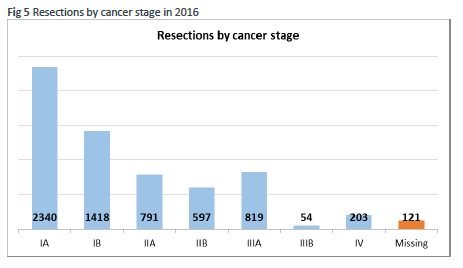 Fig 5 Resections by cancer stage in 2016
Resections by cancer stage
2340 1418 791 597 819 54 203 121
IA IB IIA IIB IIIA IIIB IV Missing